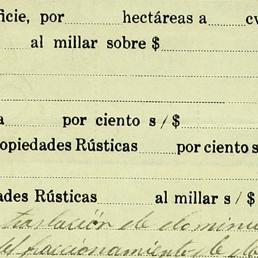 ficie, por ........ hectáreas a ...... cv
........ al millar sobre $ ................
a ........ por ciento s/$ ............
opiedades Rústicas ........ por ciento s
ades Rústicas ........ al millar s/$
traslación de dominio
del fraccionamiento de